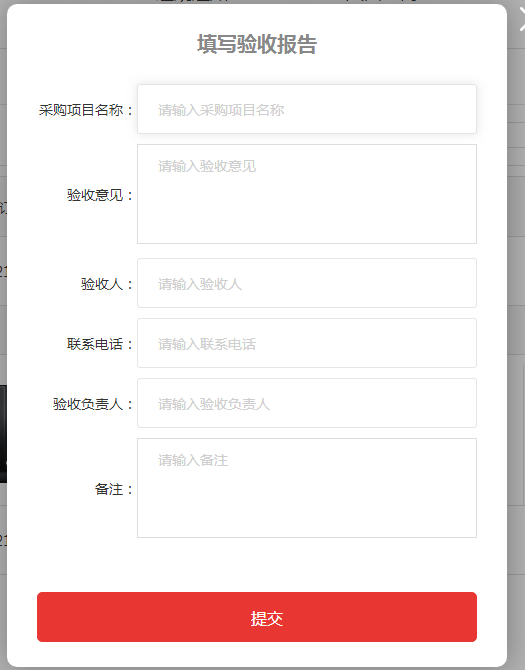 填写验收报告
采购项目名称： 请输入采购项目名称
验收意见： 请输入验收意见
验收人： 请输入验收人
联系电话： 请输入联系电话
验收负责人： 请输入验收负责人
备注： 请输入备注
提交